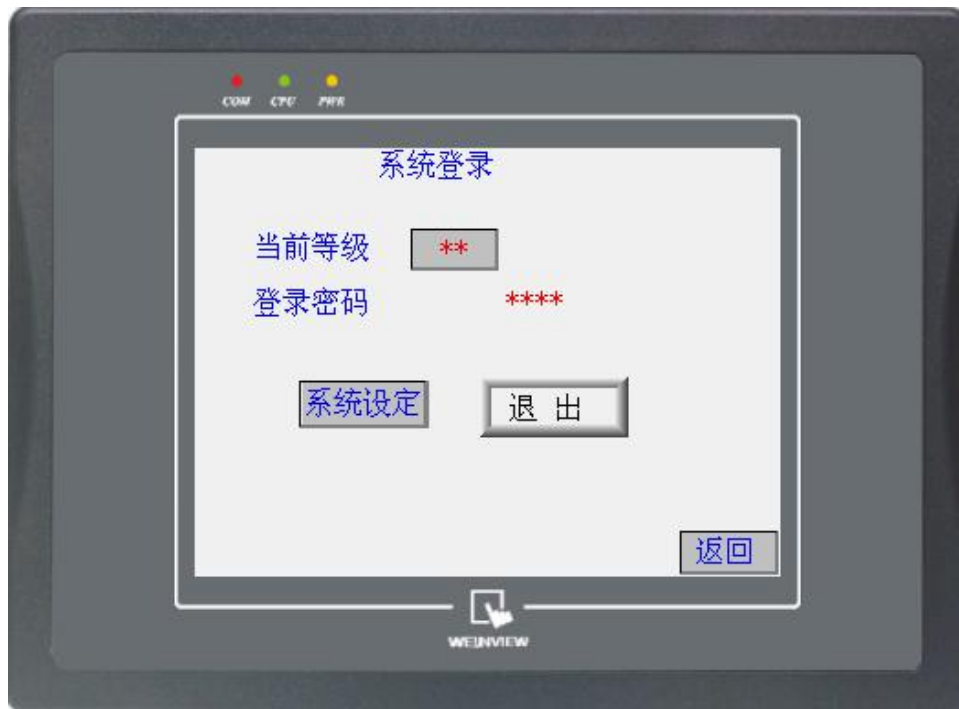 COM CPU PWR
系统登录
当前等级 **
登录密码 ****
系统设定 退 出
返回
WEINVIEW